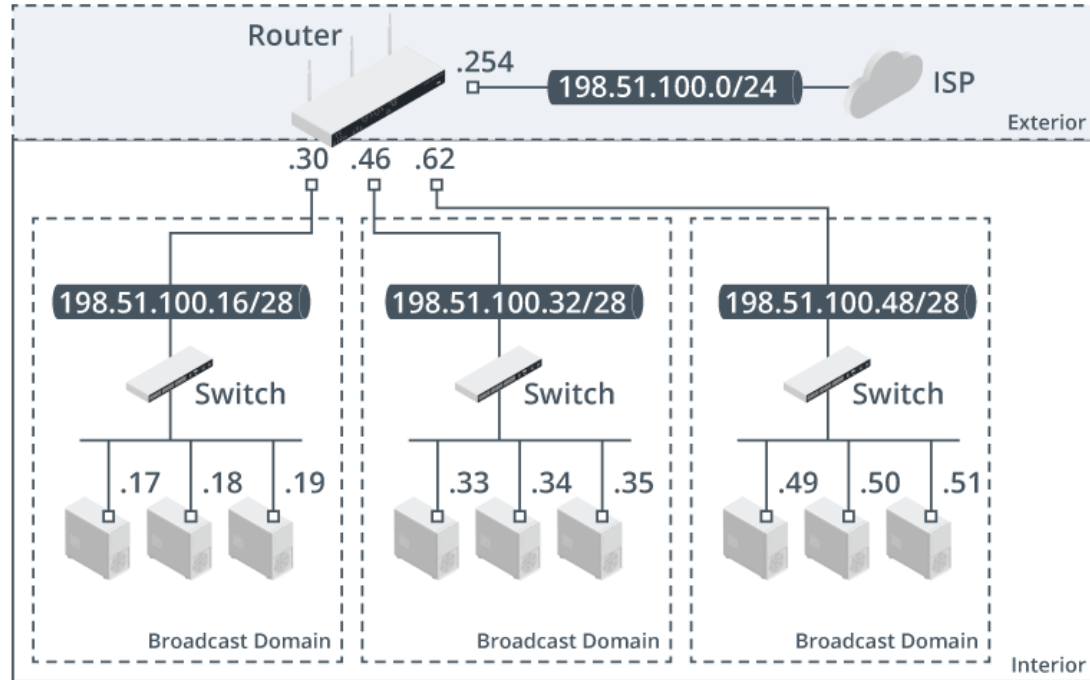 Router
.254
198.51.100.0/24
ISP
Exterior
.30 .46 .62
198.51.100.16/28
198.51.100.32/28
198.51.100.48/28
Switch
Switch
Switch
.17 .18 .19
.33 .34 .35
.49 .50 .51
Broadcast Domain
Broadcast Domain
Broadcast Domain
Interior